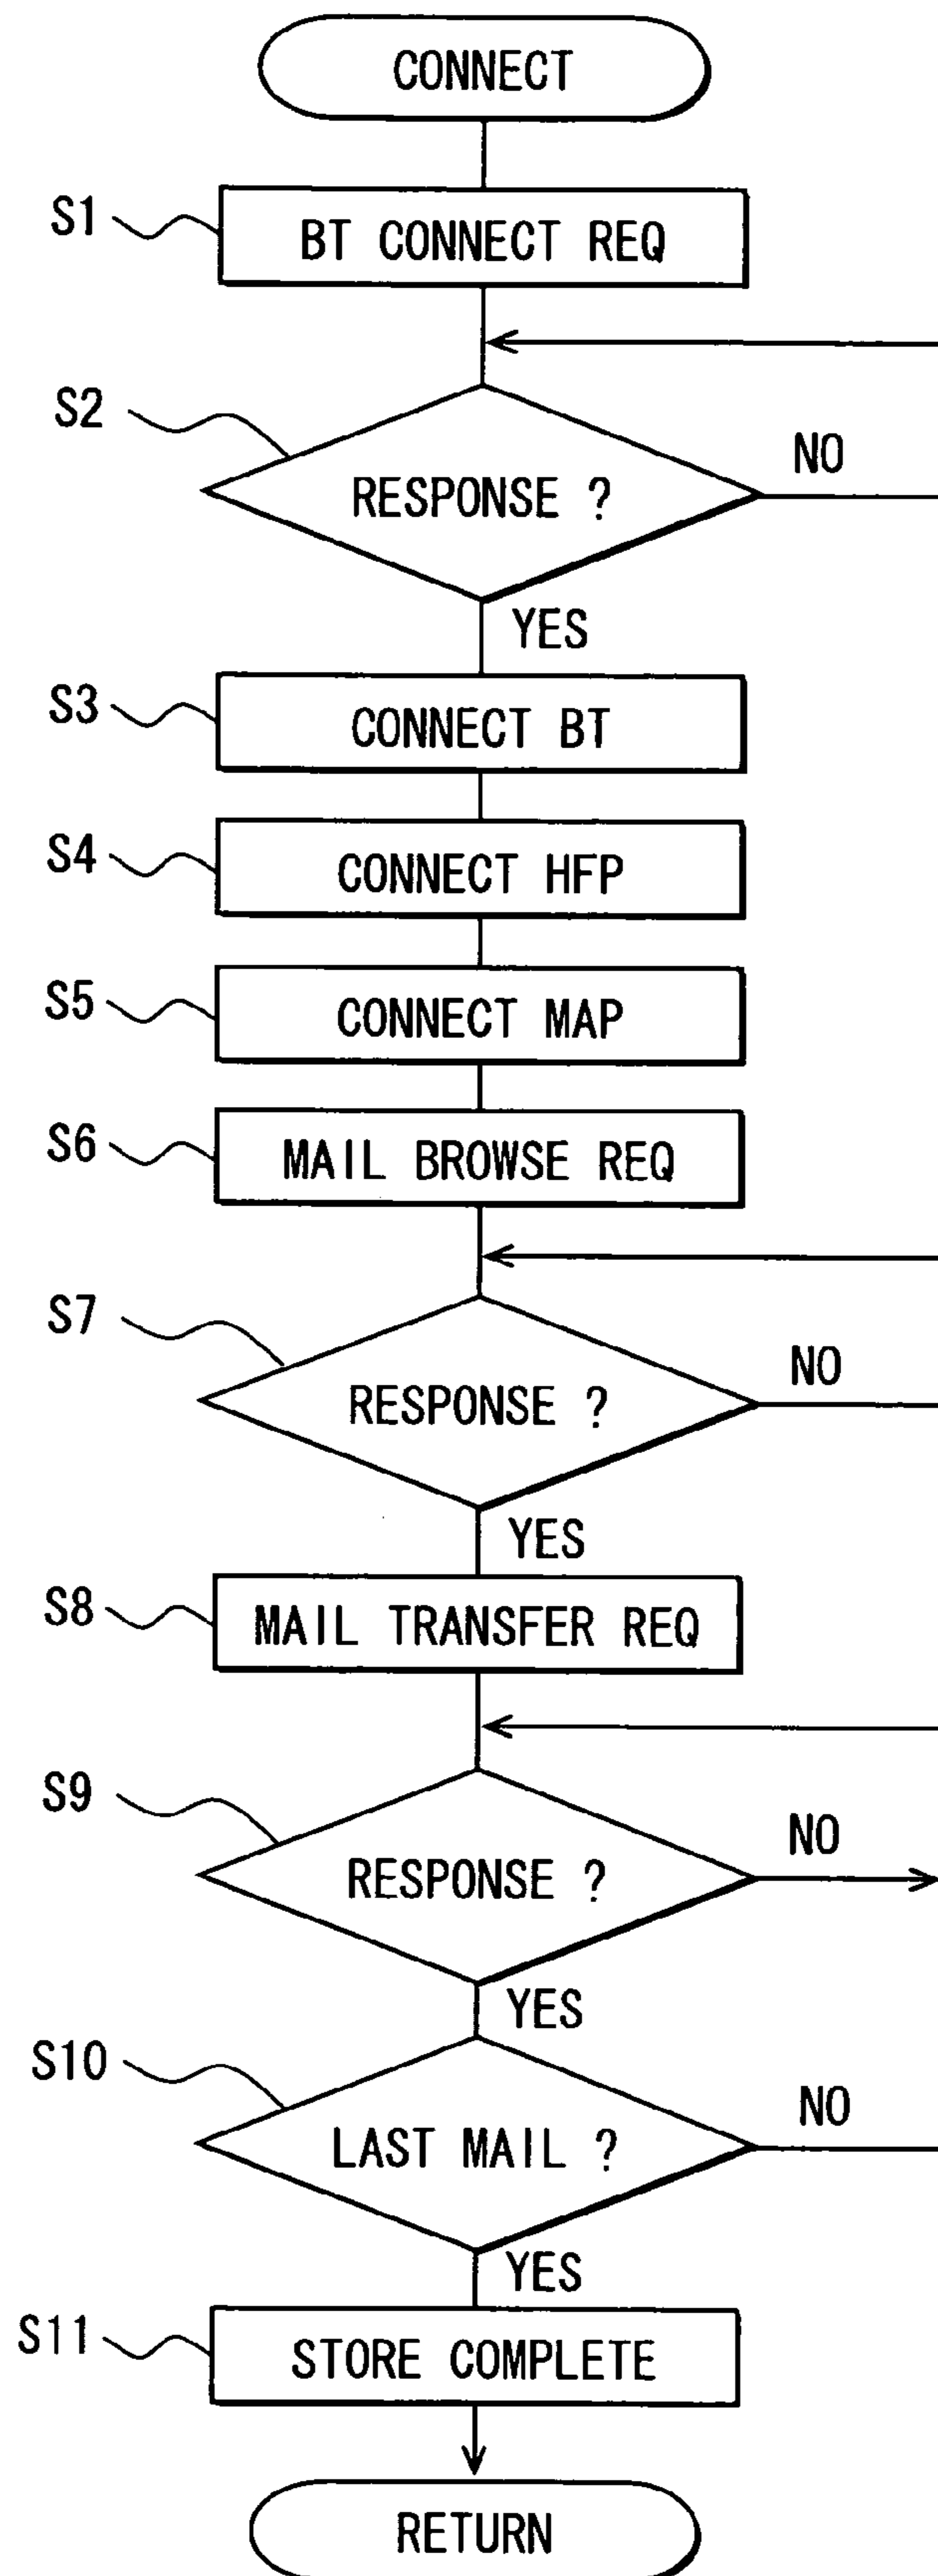 CONNECT
S1
BT CONNECT REQ
S2
RESPONSE ?
NO
YES
S3
CONNECT BT
S4
CONNECT HFP
S5
CONNECT MAP
S6
MAIL BROWSE REQ
S7
RESPONSE ?
NO
YES
S8
MAIL TRANSFER REQ
S9
RESPONSE ?
NO
YES
S10
LAST MAIL ?
NO
YES
S11
STORE COMPLETE
RETURN